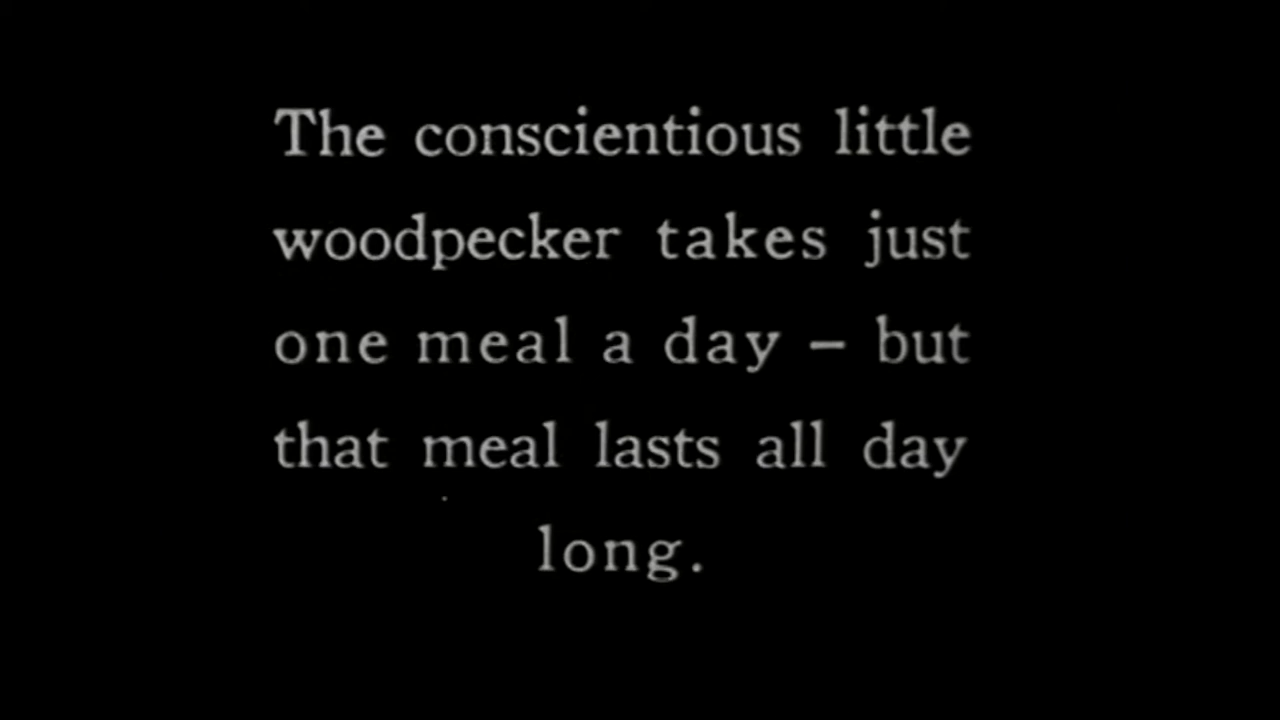 The conscientious little
woodpecker takes just
one meal a day – but
that meal lasts all day
long.